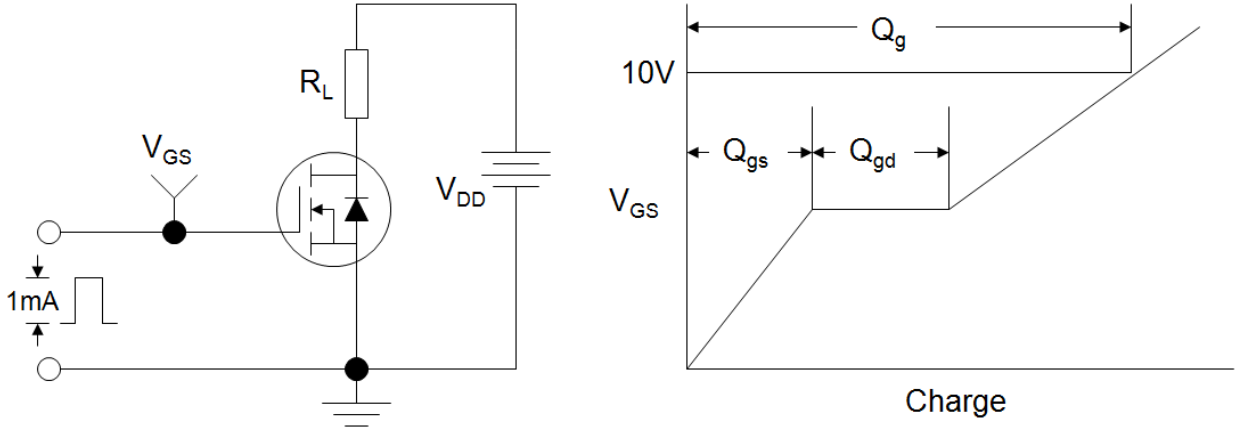 R_L
V_GS
V_DD
1mA
Q_g
10V
Q_gs
Q_gd
V_GS
Charge